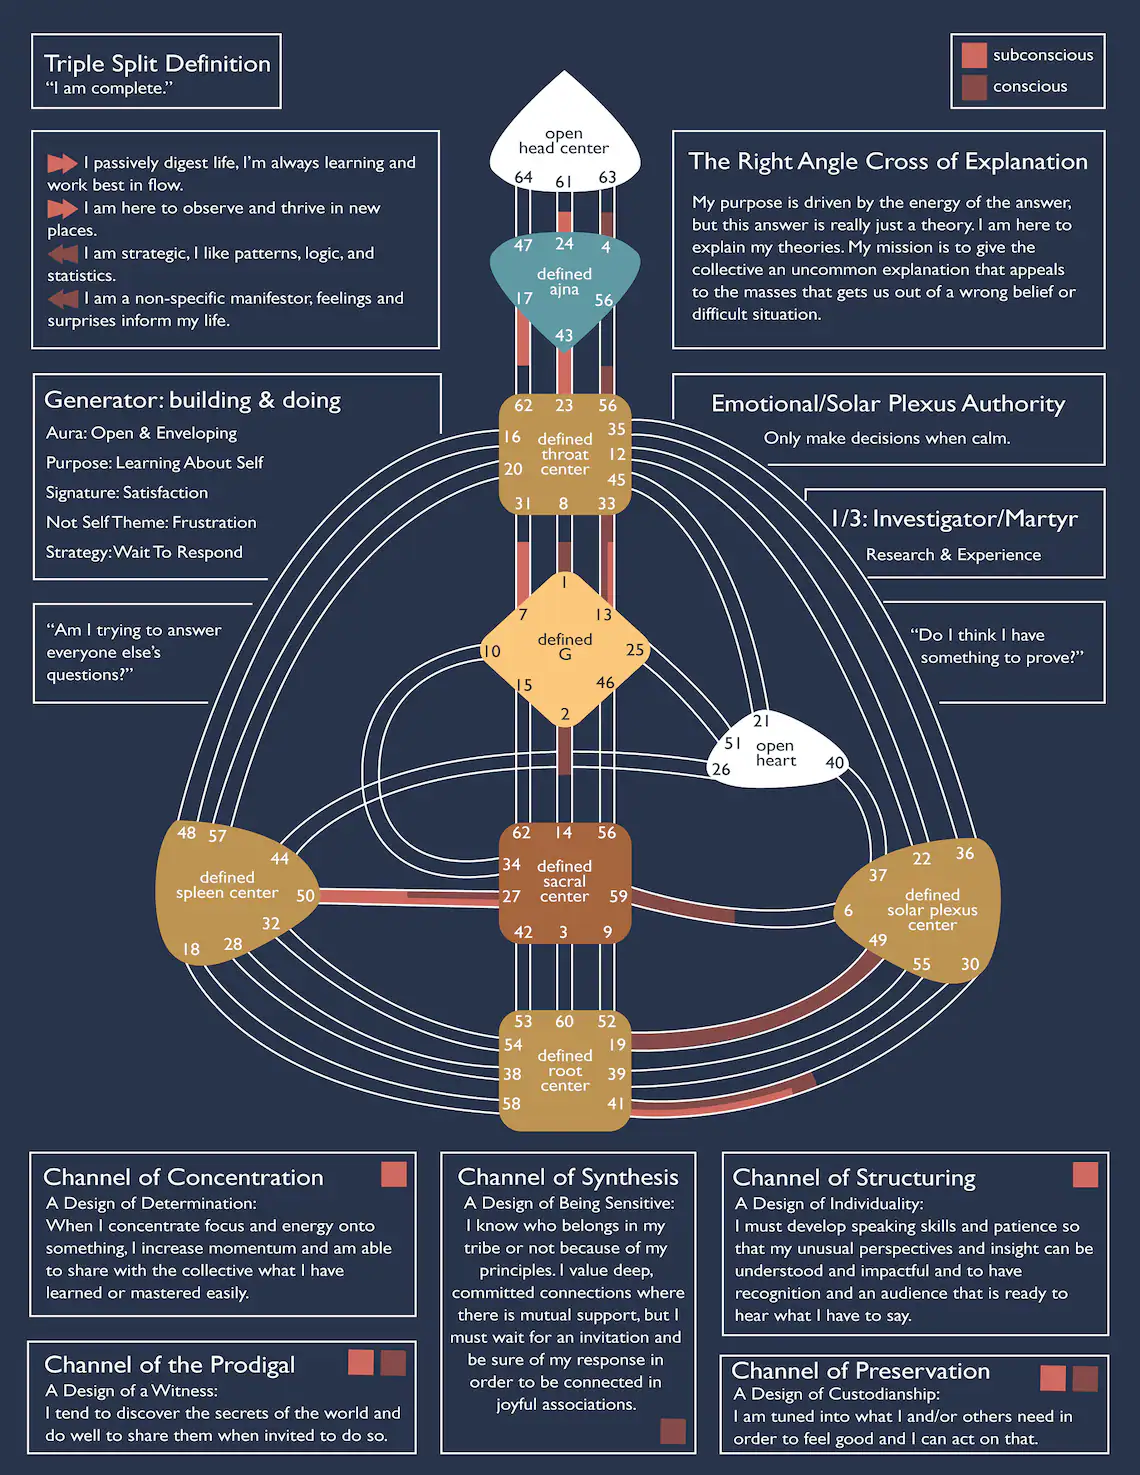 Triple Split Definition
“I am complete.”
subconscious
conscious
I passively digest life, I’m always learning and
work best in flow.
I am here to observe and thrive in new
places.
I am strategic, I like patterns, logic, and
statistics.
I am a non-specific manifestor, feelings and
surprises inform my life.
The Right Angle Cross of Explanation
My purpose is driven by the energy of the answer,
but this answer is really just a theory. I am here to
explain my theories. My mission is to give the
collective an uncommon explanation that appeals
to the masses that gets us out of a wrong belief or
difficult situation.
Generator: building & doing
Aura: Open & Enveloping
Purpose: Learning About Self
Signature: Satisfaction
Not Self Theme: Frustration
Strategy: Wait To Respond
Emotional/Solar Plexus Authority
Only make decisions when calm.
1/3: Investigator/Martyr
Research & Experience
“Am I trying to answer
everyone else’s
questions?”
“Do I think I have
something to prove?”
open
head center
64 61 63
47 24 4
defined
ajna
17 56
43
62 23 56
16 35
defined
throat
center
12
20 45
31 8 33
1
7 13
defined
G
10 25
15 46
2
21
51 open
heart
26 40
48 57
44
defined
spleen center
50
32
18 28
62 14 56
34
defined
sacral
center
27 59
42 3 9
22 36
37
defined
solar plexus
center
6
49
55 30
53 60 52
54 19
defined
root
center
38 39
58 41
Channel of Concentration
A Design of Determination:
When I concentrate focus and energy onto
something, I increase momentum and am able
to share with the collective what I have
learned or mastered easily.
Channel of Synthesis
A Design of Being Sensitive:
I know who belongs in my
tribe or not because of my
principles. I value deep,
committed connections where
there is mutual support, but I
must wait for an invitation and
be sure of my response in
order to be connected in
joyful associations.
Channel of Structuring
A Design of Individuality:
I must develop speaking skills and patience so
that my unusual perspectives and insight can be
understood and impactful and to have
recognition and an audience that is ready to
hear what I have to say.
Channel of the Prodigal
A Design of a Witness:
I tend to discover the secrets of the world and
do well to share them when invited to do so.
Channel of Preservation
A Design of Custodianship:
I am tuned into what I and/or others need in
order to feel good and I can act on that.